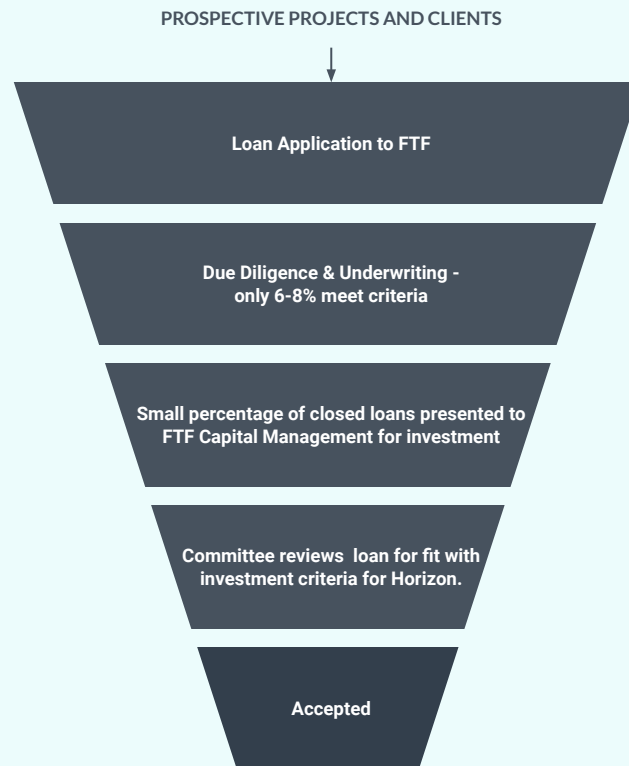 PROSPECTIVE PROJECTS AND CLIENTS
Loan Application to FTF
Due Diligence & Underwriting -
only 6-8% meet criteria
Small percentage of closed loans presented to
FTF Capital Management for investment
Committee reviews  loan for fit with
investment criteria for Horizon.
Accepted